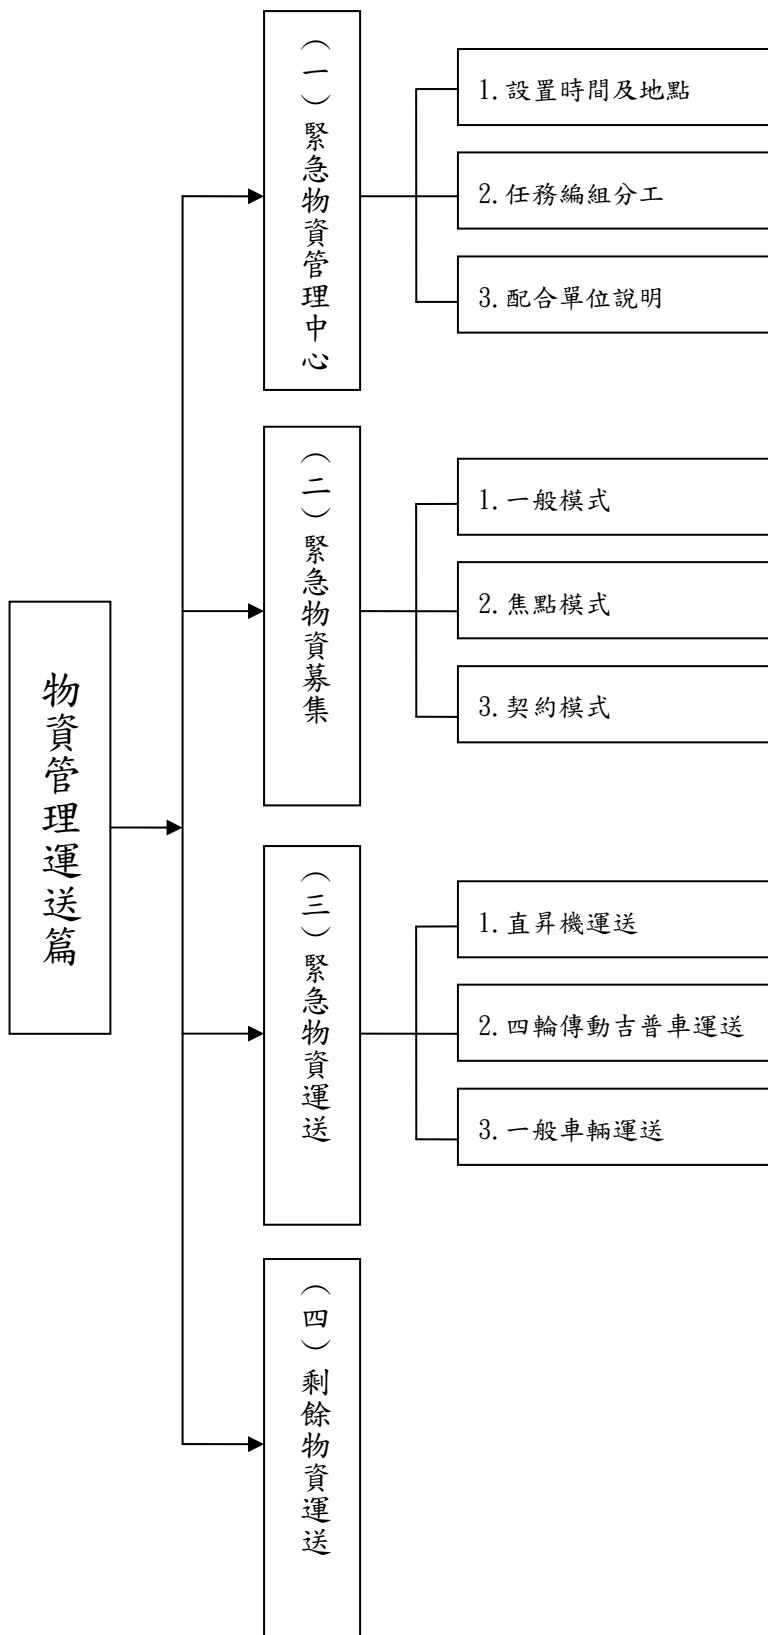 物資管理運送篇
（一）緊急物資管理中心
1.設置時間及地點
2.任務編組分工
3.配合單位說明
（二）緊急物資募集
1.一般模式
2.焦點模式
3.契約模式
（三）緊急物資運送
1.直昇機運送
2.四輪傳動吉普車運送
3.一般車輛運送
（四）剩餘物資運送